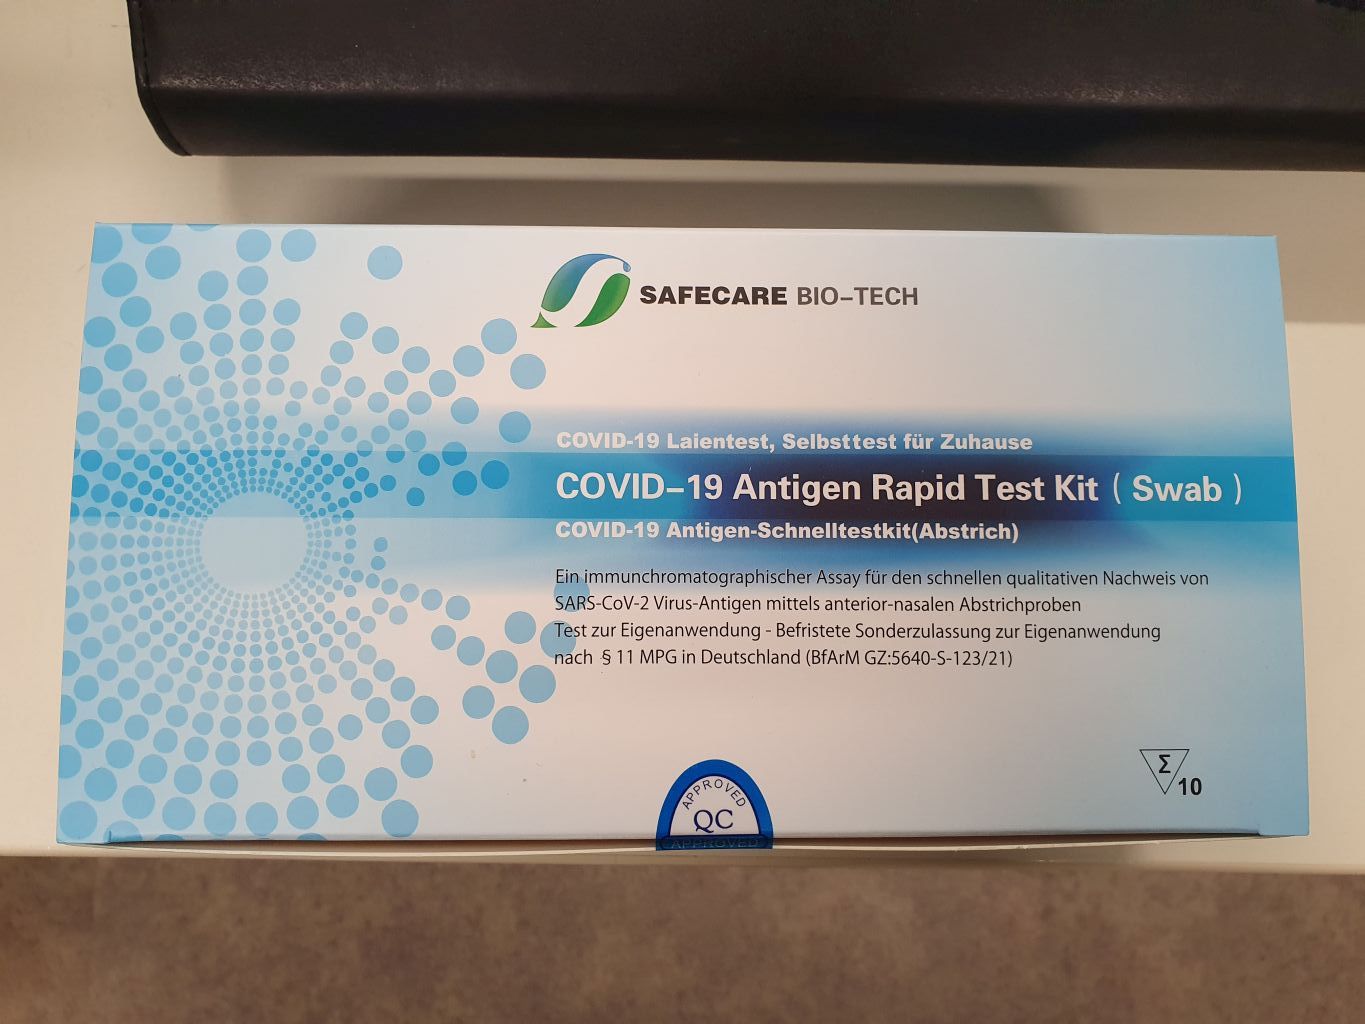 SAFECARE BIO-TECH
COVID-19 Laientest, Selbsttest für Zuhause
COVID-19 Antigen Rapid Test Kit ( Swab )
COVID-19 Antigen-Schnelltestkit(Abstrich)
Ein immunchromatographischer Assay für den schnellen qualitativen Nachweis von
SARS-CoV-2 Virus-Antigen mittels anterior-nasalen Abstrichproben
Test zur Eigenanwendung - Befristete Sonderzulassung zur Eigenanwendung
nach § 11 MPG in Deutschland (BfArM GZ:5640-S-123/21)
Σ
10
APPROVED
QC
APPROVED